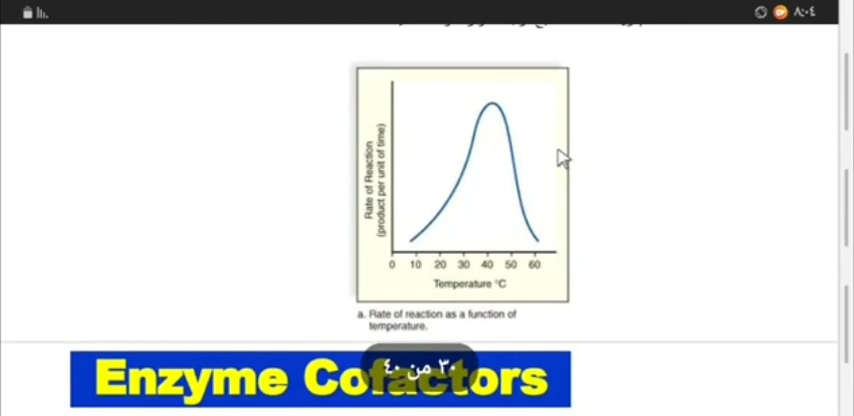 ٨:٠٤
Rate of Reaction
(product per unit of time)
0 10 20 30 40 50 60
Temperature °C
a. Rate of reaction as a function of
temperature.
Enzyme Cofactors
٣٠ من ٤٠